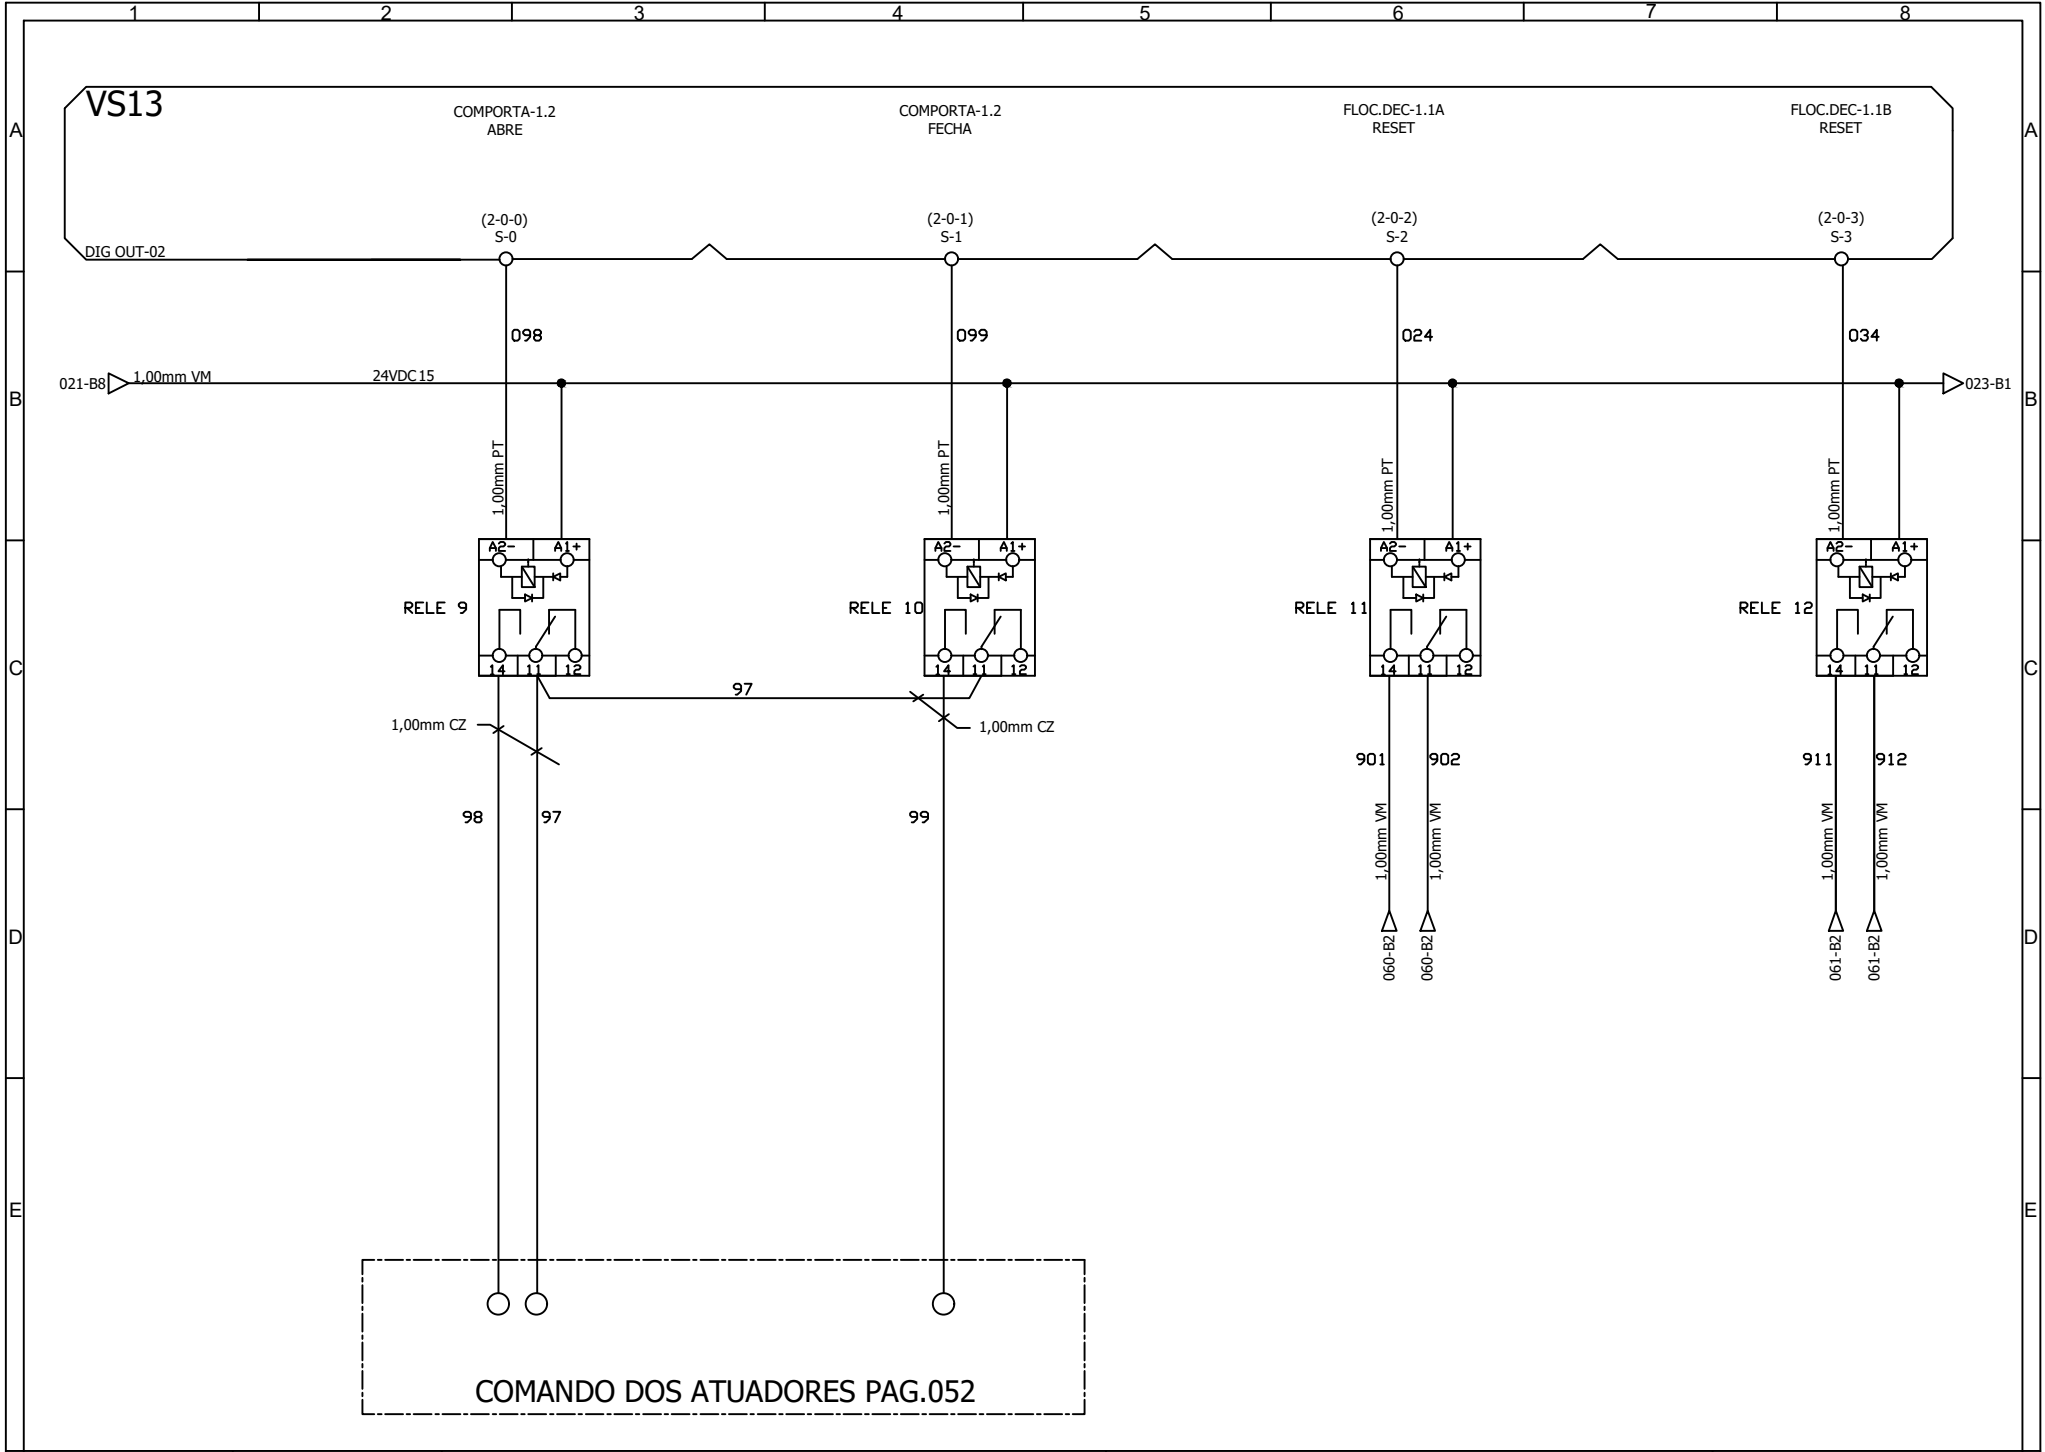 1 2 3 4 5 6 7 8
VS13
COMPORTA-1.2
ABRE
COMPORTA-1.2
FECHA
FLOC.DEC-1.1A
RESET
FLOC.DEC-1.1B
RESET
A A
(2-0-0)
S-0
(2-0-1)
S-1
(2-0-2)
S-2
(2-0-3)
S-3
DIG OUT-02
098 099 024 034
021-B8 1,00mm VM 24VDC 15 023-B1
B B
1,00mm PT 1,00mm PT 1,00mm PT 1,00mm PT
A2- A1+ A2- A1+ A2- A1+ A2- A1+
RELE 9 RELE 10 RELE 11 RELE 12
14 11 12 14 11 12 14 11 12 14 11 12
C C
97
1,00mm CZ 1,00mm CZ
901 902 911 912
98 97 99
1,00mm VM 1,00mm VM 1,00mm VM 1,00mm VM
D D
060-B2 060-B2 061-B2 061-B2
E E
COMANDO DOS ATUADORES PAG.052